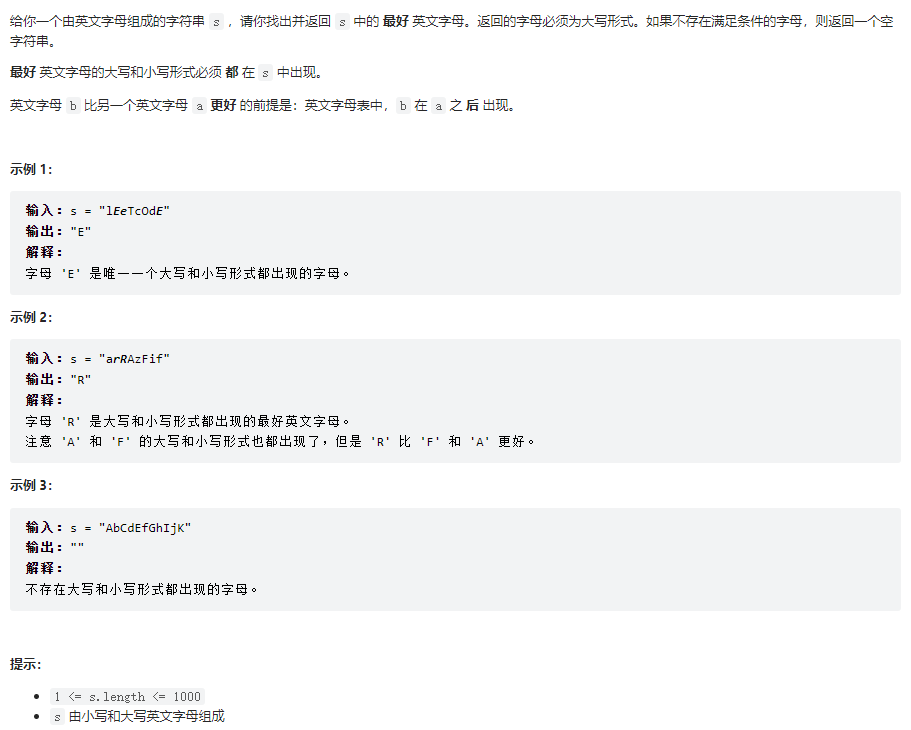 给你一个由英文字母组成的字符串 s ，请你找出并返回 s 中的 最好 英文字母。返回的字母必须为大写形式。如果不存在满足条件的字母，则返回一个空
字符串。
最好 英文字母的大写和小写形式必须 都 在 s 中出现。
英文字母 b 比另一个英文字母 a 更好 的前提是：英文字母表中，b 在 a 之 后 出现。
示例 1：
输入：s = "lEeTcOdE"
输出："E"
解释：
字母 'E' 是唯一一个大写和小写形式都出现的字母。
示例 2：
输入：s = "arRAzFif"
输出："R"
解释：
字母 'R' 是大写和小写形式都出现的最好英文字母。
注意 'A' 和 'F' 的大写和小写形式也都出现了，但是 'R' 比 'F' 和 'A' 更好。
示例 3：
输入：s = "AbCdEfGhIjK"
输出：""
解释：
不存在大写和小写形式都出现的字母。
提示：
• 1 <= s.length <= 1000
• s 由小写和大写英文字母组成